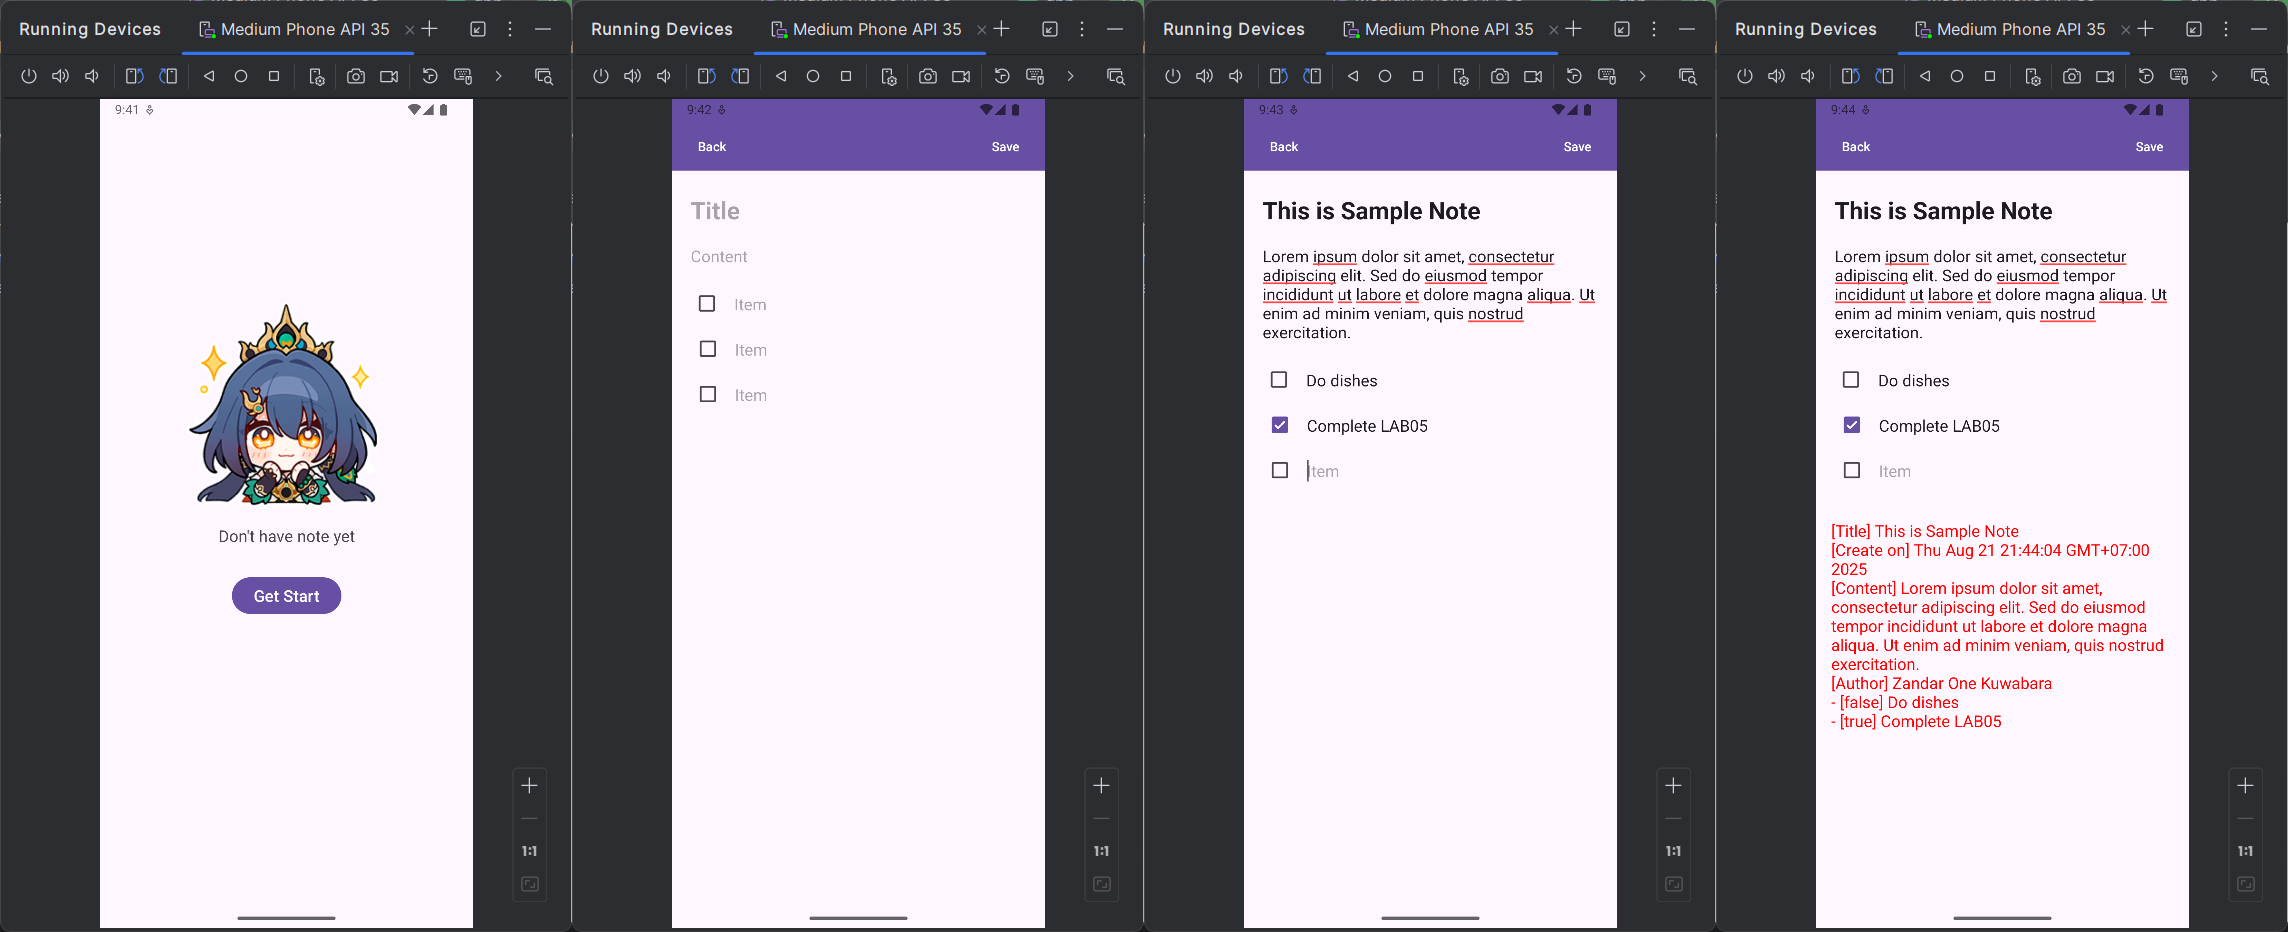 Running Devices
Medium Phone API 35
9:41
Don't have note yet
Get Start
1:1
Running Devices
Medium Phone API 35
9:42
Back
Save
Title
Content
Item
Item
Item
1:1
Running Devices
Medium Phone API 35
9:43
Back
Save
This is Sample Note
Lorem ipsum dolor sit amet, consectetur
adipiscing elit. Sed do eiusmod tempor
incididunt ut labore et dolore magna aliqua. Ut
enim ad minim veniam, quis nostrud
exercitation.
Do dishes
Complete LAB05
Item
1:1
Running Devices
Medium Phone API 35
9:44
Back
Save
This is Sample Note
Lorem ipsum dolor sit amet, consectetur
adipiscing elit. Sed do eiusmod tempor
incididunt ut labore et dolore magna aliqua. Ut
enim ad minim veniam, quis nostrud
exercitation.
Do dishes
Complete LAB05
Item
[Title] This is Sample Note
[Create on] Thu Aug 21 21:44:04 GMT+07:00
2025
[Content] Lorem ipsum dolor sit amet,
consectetur adipiscing elit. Sed do eiusmod
tempor incididunt ut labore et dolore magna
aliqua. Ut enim ad minim veniam, quis nostrud
exercitation.
[Author] Zandar One Kuwabara
- [false] Do dishes
- [true] Complete LAB05
1:1